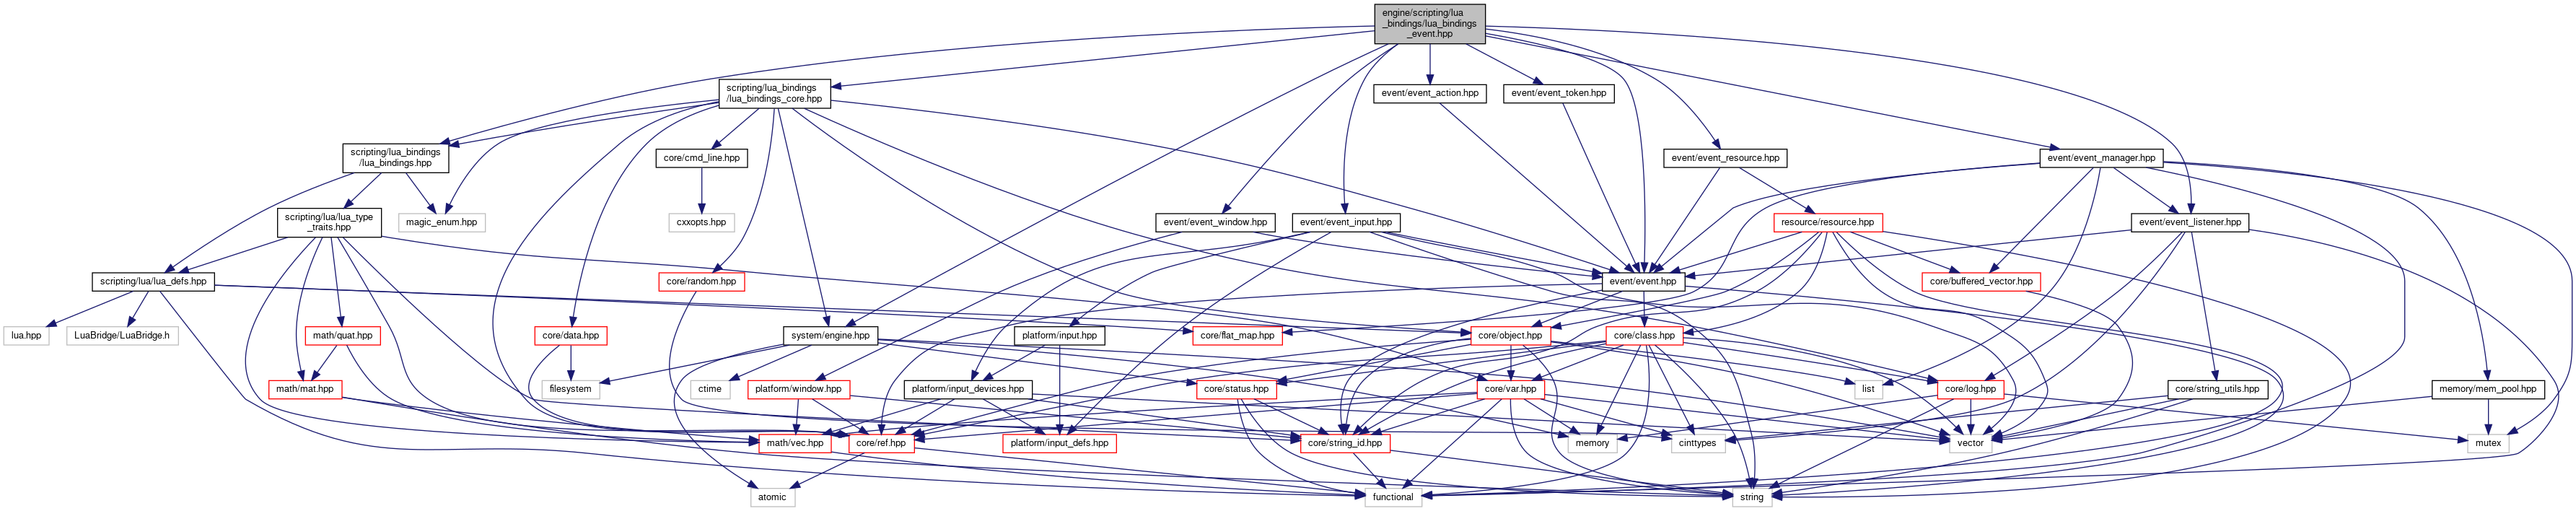 engine/scripting/lua
_bindings/lua_bindings
_event.hpp
scripting/lua_bindings
/lua_bindings_core.hpp
event/event_action.hpp
event/event_token.hpp
scripting/lua_bindings
/lua_bindings.hpp
core/cmd_line.hpp
event/event_resource.hpp
event/event_manager.hpp
scripting/lua/lua_type
_traits.hpp
magic_enum.hpp
cxxopts.hpp
event/event_window.hpp
event/event_input.hpp
resource/resource.hpp
event/event_listener.hpp
scripting/lua/lua_defs.hpp
core/random.hpp
event/event.hpp
core/buffered_vector.hpp
lua.hpp
LuaBridge/LuaBridge.h
math/quat.hpp
core/data.hpp
system/engine.hpp
platform/input.hpp
core/flat_map.hpp
core/object.hpp
core/class.hpp
math/mat.hpp
filesystem
ctime
platform/window.hpp
platform/input_devices.hpp
core/status.hpp
core/var.hpp
list
core/log.hpp
core/string_utils.hpp
memory/mem_pool.hpp
math/vec.hpp
core/ref.hpp
platform/input_defs.hpp
core/string_id.hpp
memory
cinttypes
vector
mutex
atomic
functional
string